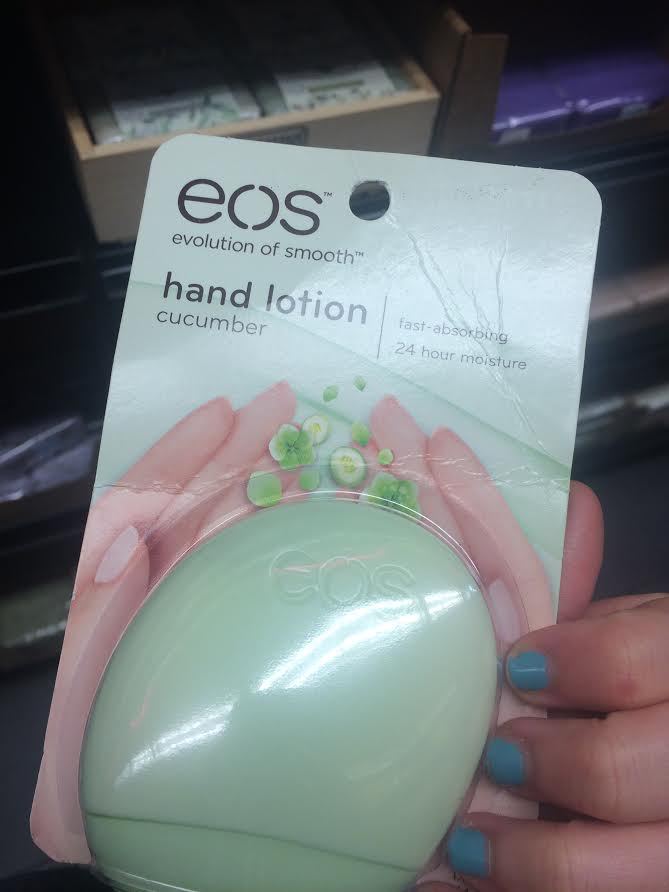 eos™
evolution of smooth™
hand lotion
cucumber
fast-absorbing
24 hour moisture
eos